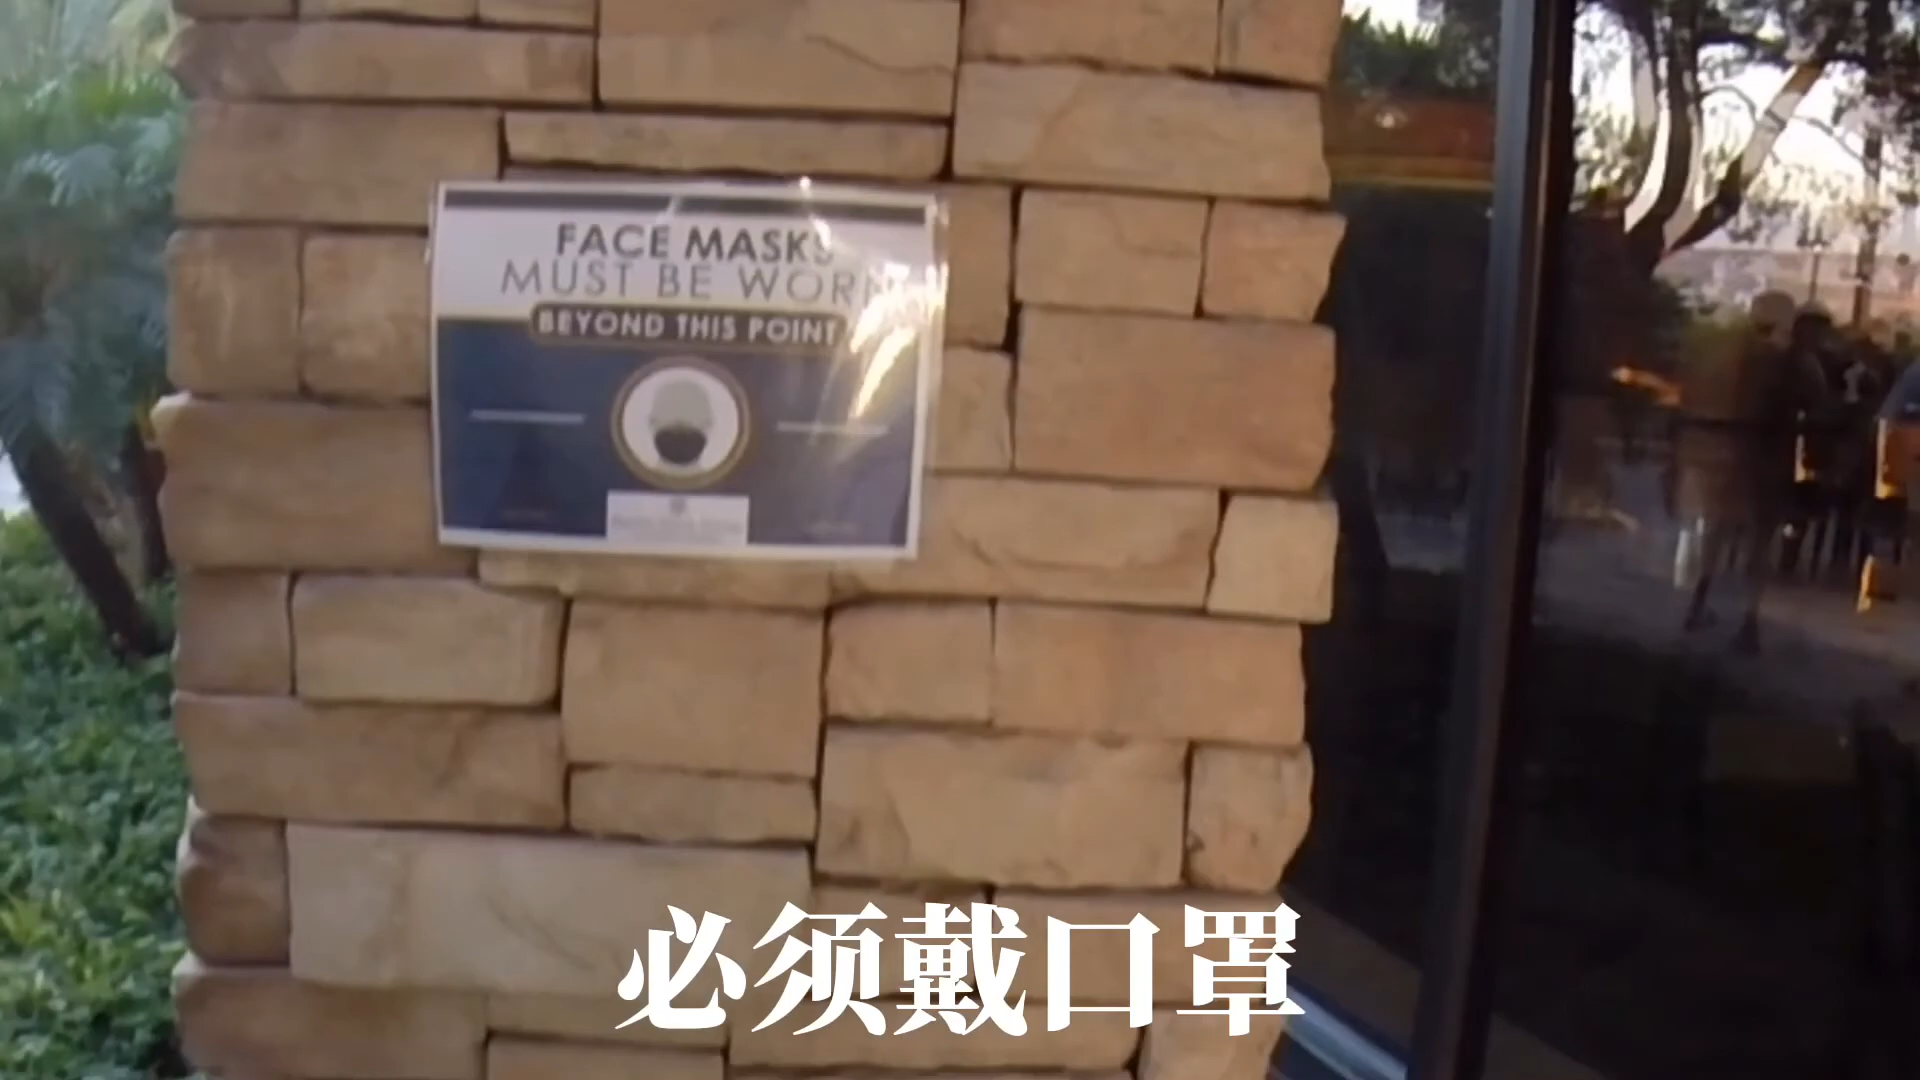 FACE MASKS
MUST BE WORN
BEYOND THIS POINT
必须戴口罩